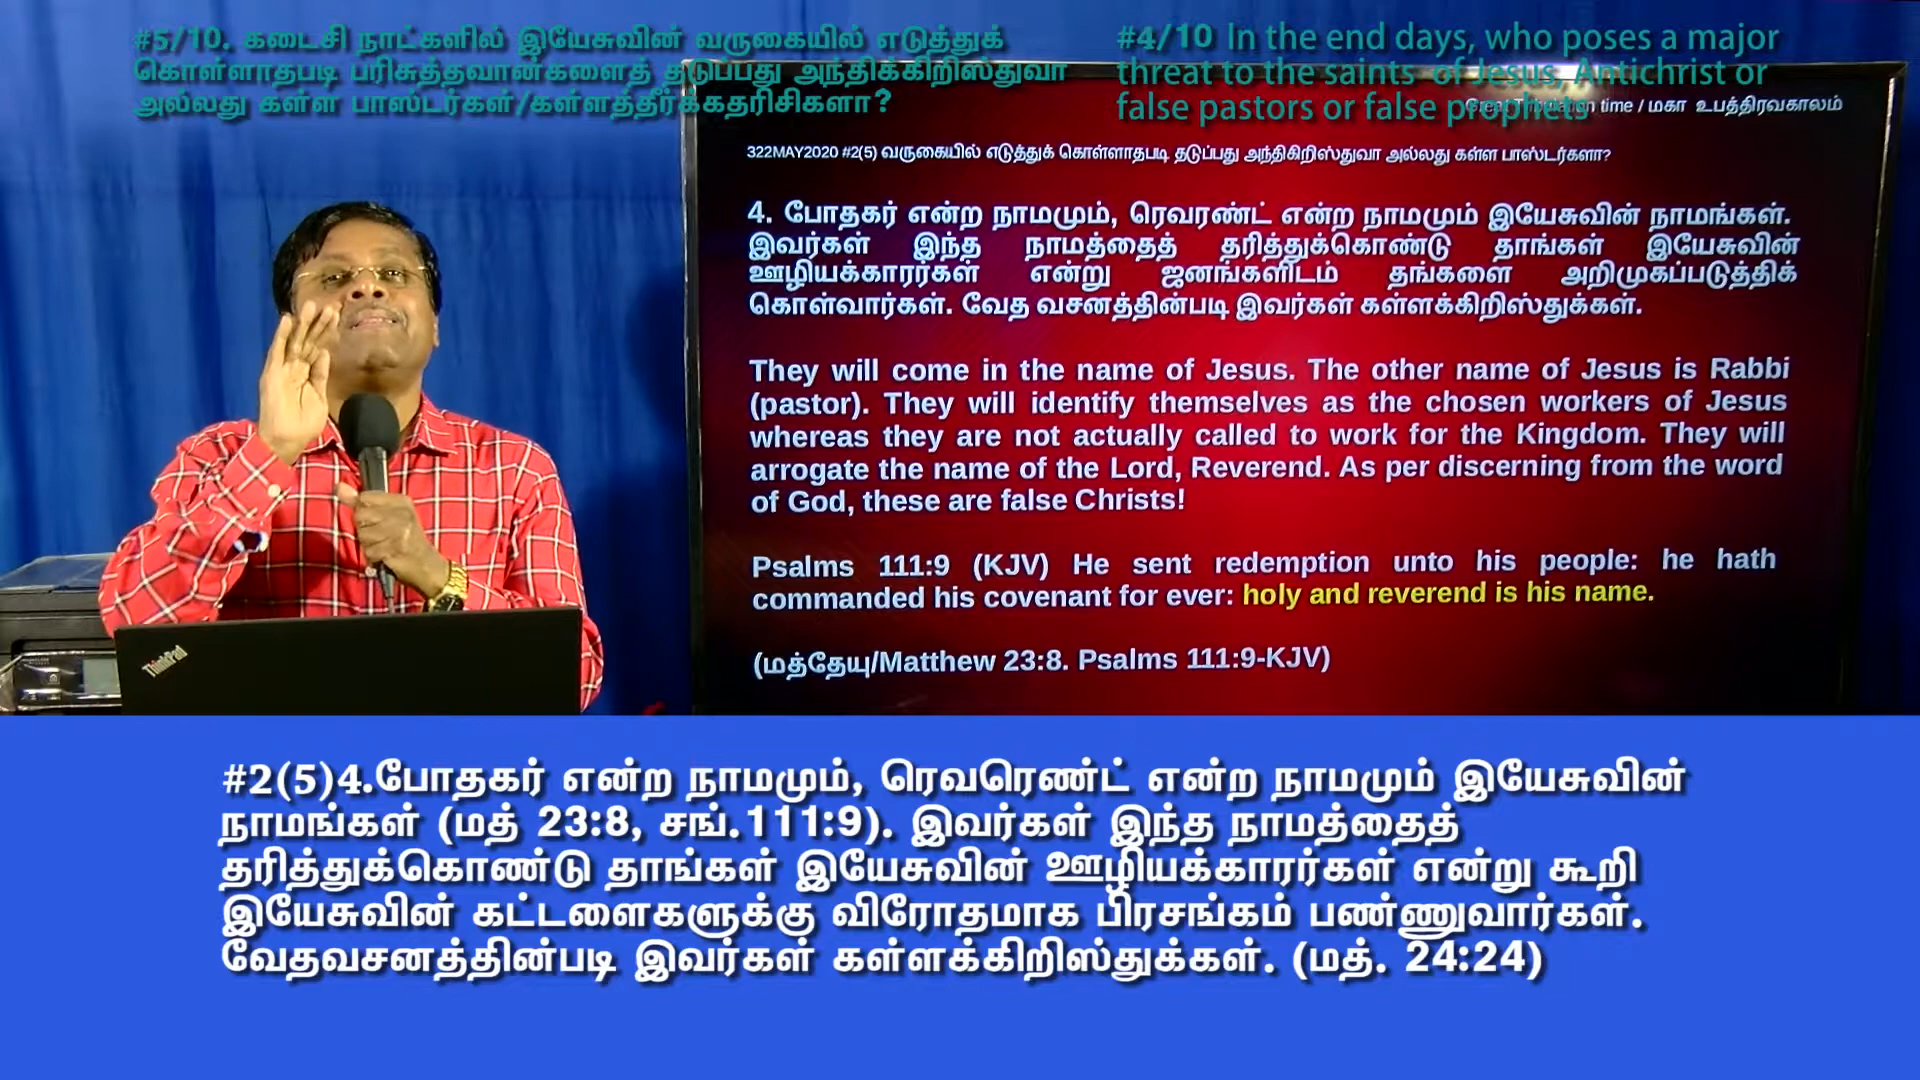 #5/10. கடைசி நாட்களில் இயேசுவின் வருகையில் எடுத்துக்
கொள்ளாதபடி பரிசுத்தவான்களைத் தடுப்பது அந்திக்கிறிஸ்துவா
அல்லது கள்ள பாஸ்டர்கள்/கள்ளத்தீர்க்கதரிசிகளா?
#4/10 In the end days, who poses a major
threat to the saints of Jesus, Antichrist or
false pastors or false prophets
time / மகா உபத்திரவகாலம்
322MAY2020 #2(5) வருகையில் எடுத்துக் கொள்ளாதபடி தடுப்பது அந்திகிறிஸ்துவா அல்லது கள்ள பாஸ்டர்களா?
4. போதகர் என்ற நாமமும், ரெவரண்ட் என்ற நாமமும் இயேசுவின் நாமங்கள்.
இவர்கள் இந்த நாமத்தைத் தரித்துக்கொண்டு தாங்கள் இயேசுவின்
ஊழியக்காரர்கள் என்று ஜனங்களிடம் தங்களை அறிமுகப்படுத்திக்
கொள்வார்கள். வேத வசனத்தின்படி இவர்கள் கள்ளக்கிறிஸ்துக்கள்.
They will come in the name of Jesus. The other name of Jesus is Rabbi
(pastor). They will identify themselves as the chosen workers of Jesus
whereas they are not actually called to work for the Kingdom. They will
arrogate the name of the Lord, Reverend. As per discerning from the word
of God, these are false Christs!
Psalms 111:9 (KJV) He sent redemption unto his people: he hath
commanded his covenant for ever: holy and reverend is his name.
(மத்தேயு/Matthew 23:8. Psalms 111:9-KJV)
ThinkPad
#2(5)4.போதகர் என்ற நாமமும், ரெவரெண்ட் என்ற நாமமும் இயேசுவின்
நாமங்கள் (மத் 23:8, சங்.111:9). இவர்கள் இந்த நாமத்தைத்
தரித்துக்கொண்டு தாங்கள் இயேசுவின் ஊழியக்காரர்கள் என்று கூறி
இயேசுவின் கட்டளைகளுக்கு விரோதமாக பிரசங்கம் பண்ணுவார்கள்.
வேதவசனத்தின்படி இவர்கள் கள்ளக்கிறிஸ்துக்கள். (மத். 24:24)